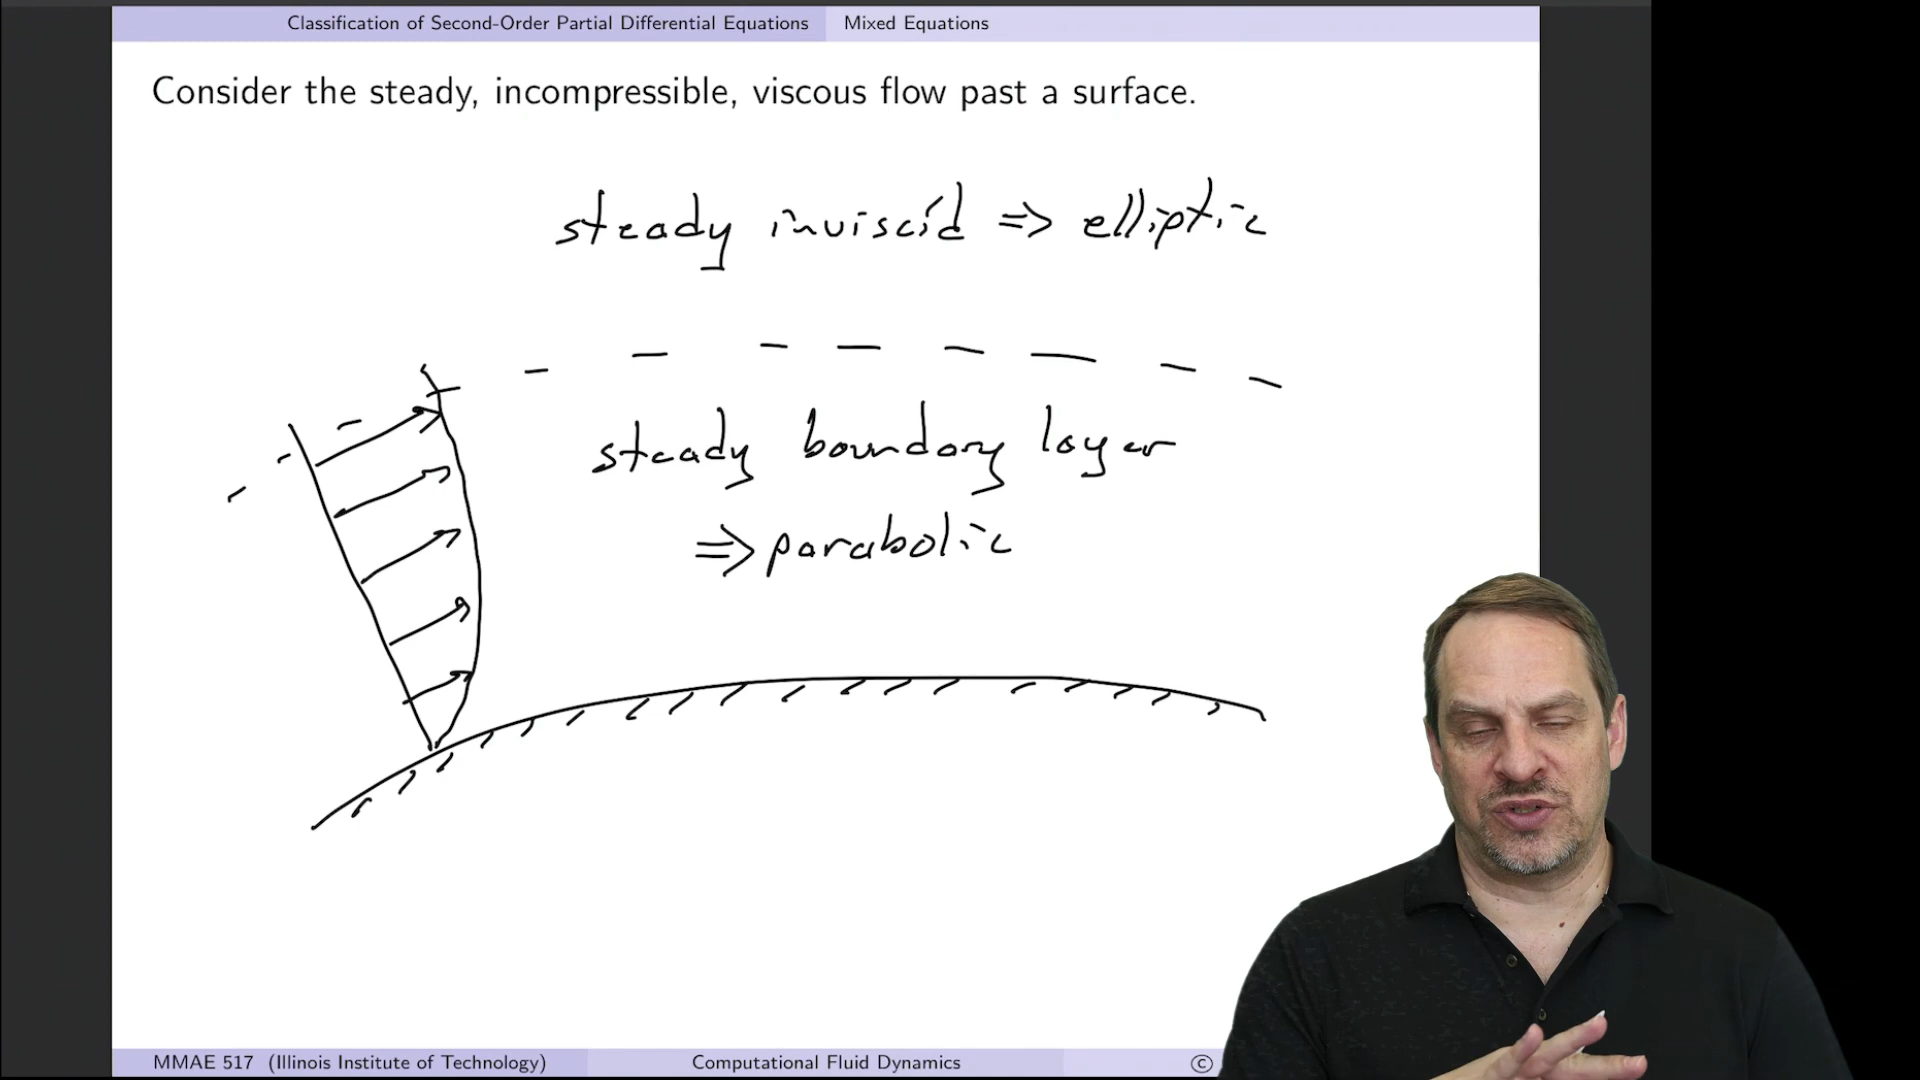 Classification of Second-Order Partial Differential Equations Mixed Equations
Consider the steady, incompressible, viscous flow past a surface.
steady inviscid ⇒ elliptic
steady boundary layer
⇒ parabolic
MMAE 517 (Illinois Institute of Technology) Computational Fluid Dynamics ©